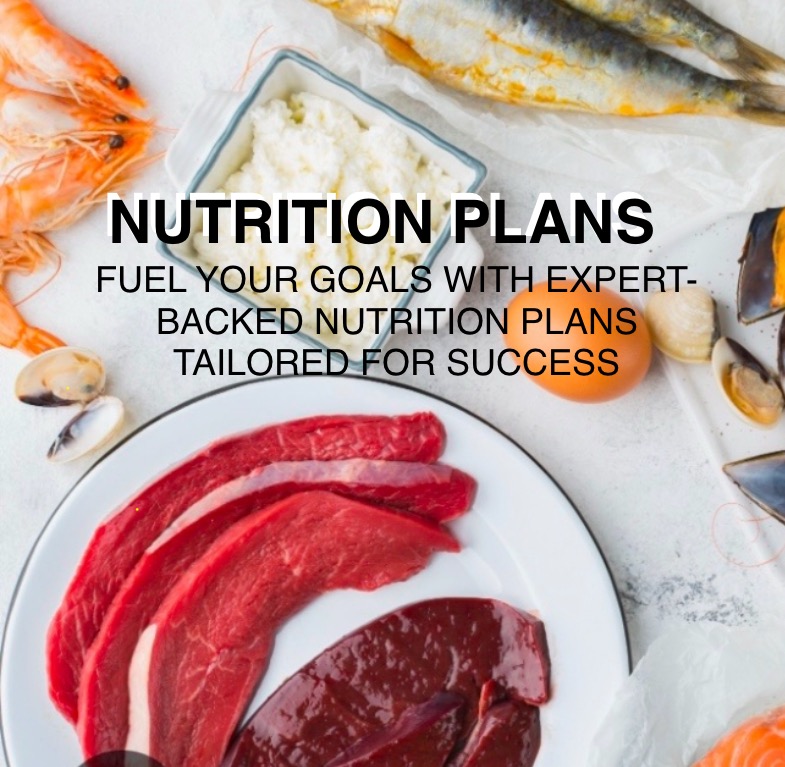 NUTRITION PLANS
FUEL YOUR GOALS WITH EXPERT-
BACKED NUTRITION PLANS
TAILORED FOR SUCCESS